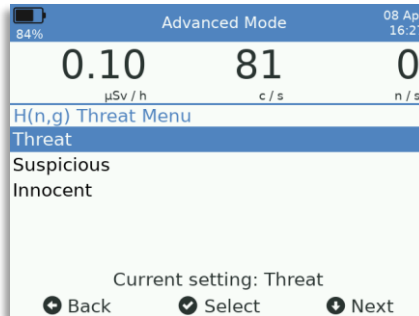 84% Advanced Mode 08 Ap
16:27
0.10 81 0
µSv / h c / s n / s
H(n,g) Threat Menu
Threat
Suspicious
Innocent
Current setting: Threat
Back Select Next